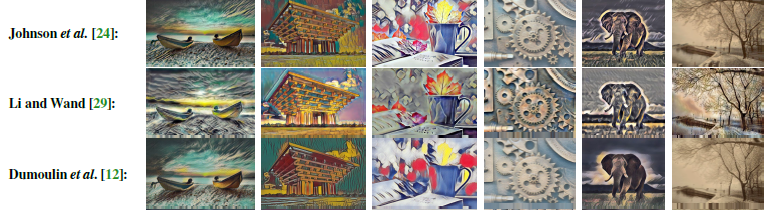 Johnson et al. [24]:
Li and Wand [29]:
Dumoulin et al. [12]: